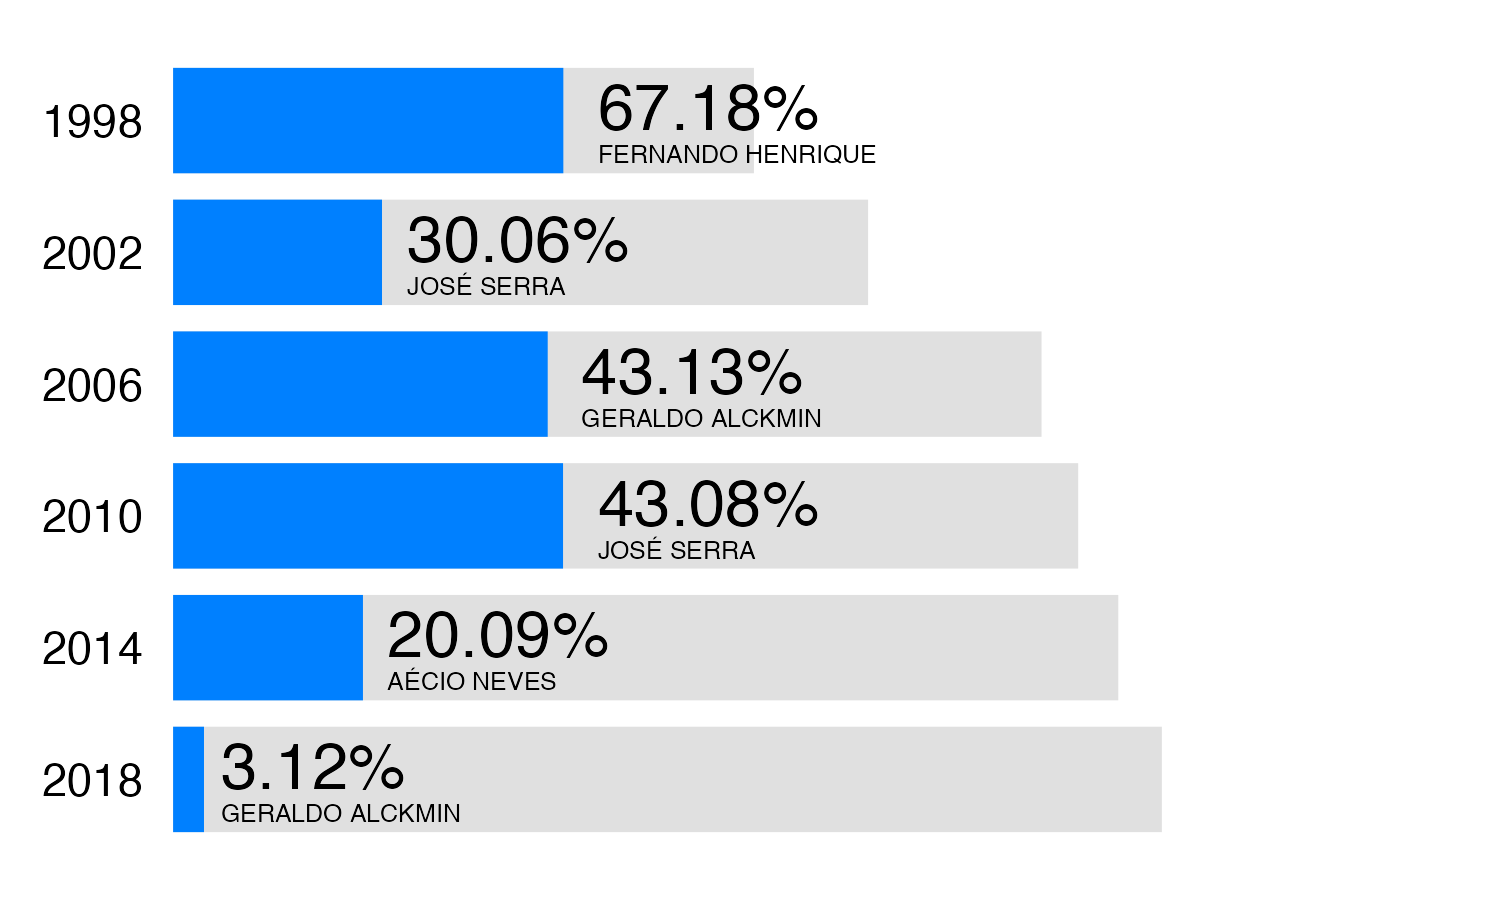 1998
67.18%
FERNANDO HENRIQUE
2002
30.06%
JOSÉ SERRA
2006
43.13%
GERALDO ALCKMIN
2010
43.08%
JOSÉ SERRA
2014
20.09%
AÉCIO NEVES
2018
3.12%
GERALDO ALCKMIN